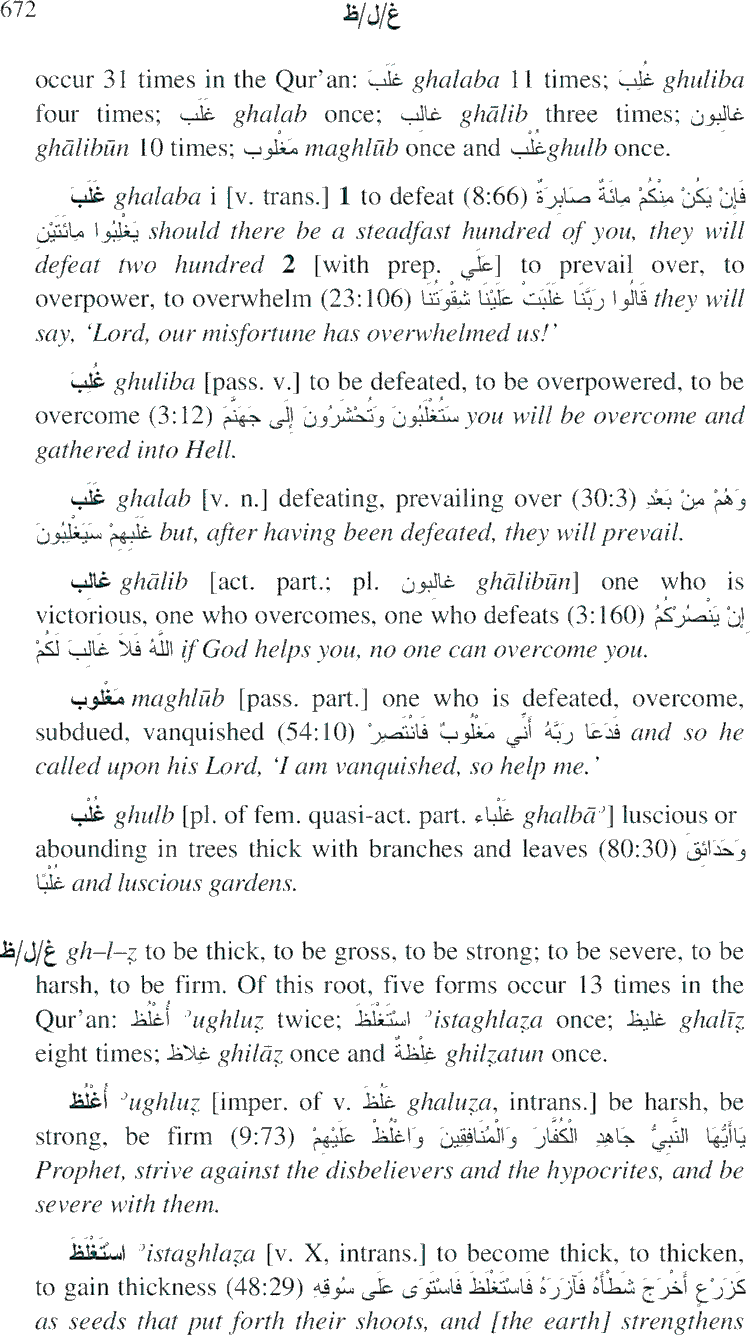 672 غ/ل/ظ
occur 31 times in the Qur'an: غَلَبَ ghalaba 11 times; غُلِبَ ghuliba
four times; غَلَب ghalab once; غالِب ghālib three times; غالِبون
ghālibūn 10 times; مَغْلوب maghlūb once and غُلْب ghulb once.
غَلَبَ ghalaba i [v. trans.] 1 to defeat (8:66) فَإِنْ يَكُنْ مِنْكُمْ مِائَةٌ صَابِرَةٌ
يَغْلِبُوا مِائَتَيْنِ should there be a steadfast hundred of you, they will
defeat two hundred 2 [with prep. عَلَي] to prevail over, to
overpower, to overwhelm (23:106) قَالُوا رَبَّنَا غَلَبَتْ عَلَيْنَا شِقْوَتُنَا they will
say, 'Lord, our misfortune has overwhelmed us!'
غُلِبَ ghuliba [pass. v.] to be defeated, to be overpowered, to be
overcome (3:12) سَتُغْلَبُونَ وَتُحْشَرُونَ إِلَى جَهَنَّمَ you will be overcome and
gathered into Hell.
غَلَب ghalab [v. n.] defeating, prevailing over (30:3) وَهُمْ مِنْ بَعْدِ
غَلَبِهِمْ سَيَغْلِبُونَ but, after having been defeated, they will prevail.
غالِب ghālib [act. part.; pl. غالِبون ghālibūn] one who is
victorious, one who overcomes, one who defeats (3:160) إِنْ يَنْصُرْكُمُ
اللَّهُ فَلاَ غَالِبَ لَكُمْ if God helps you, no one can overcome you.
مَغْلوب maghlūb [pass. part.] one who is defeated, overcome,
subdued, vanquished (54:10) فَدَعَا رَبَّهُ أَنِّي مَغْلُوبٌ فَانْتَصِرْ and so he
called upon his Lord, 'I am vanquished, so help me.'
غُلْب ghulb [pl. of fem. quasi-act. part. غَلْباء ghalbāʾ] luscious or
abounding in trees thick with branches and leaves (80:30) وَحَدَائِقَ
غُلْبًا and luscious gardens.
غ/ل/ظ gh–l–ẓ to be thick, to be gross, to be strong; to be severe, to be
harsh, to be firm. Of this root, five forms occur 13 times in the
Qur'an: أُغْلُظ ʾughluẓ twice; اسْتَغْلَظَ ʾistaghlaẓa once; غليظ ghalīẓ
eight times; غِلاظ ghilāẓ once and غِلْظةٌ ghilẓatun once.
أُغْلُظ ʾughluẓ [imper. of v. غَلُظَ ghaluẓa, intrans.] be harsh, be
strong, be firm (9:73) يَاأَيُّهَا النَّبِيُّ جَاهِدِ الْكُفَّارَ وَالْمُنَافِقِينَ وَاغْلُظْ عَلَيْهِمْ
Prophet, strive against the disbelievers and the hypocrites, and be
severe with them.
اسْتَغْلَظَ ʾistaghlaẓa [v. X, intrans.] to become thick, to thicken,
to gain thickness (48:29) كَزَرْعٍ أَخْرَجَ شَطْأَهُ فَآزَرَهُ فَاسْتَغْلَظَ فَاسْتَوَى عَلَى سُوقِهِ
as seeds that put forth their shoots, and [the earth] strengthens